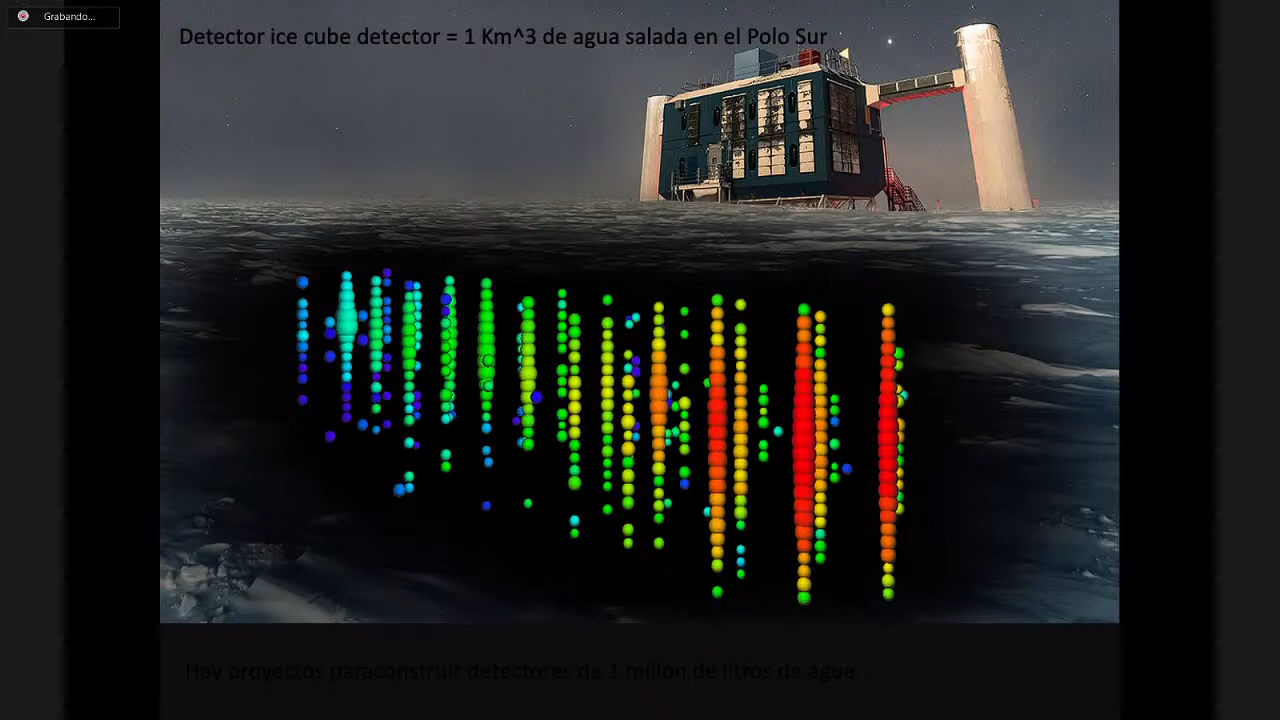 Grabando...
Detector ice cube detector = 1 Km^3 de agua salada en el Polo Sur
Hay proyectos paraconstruir detectores de 1 millon de litros de agua.